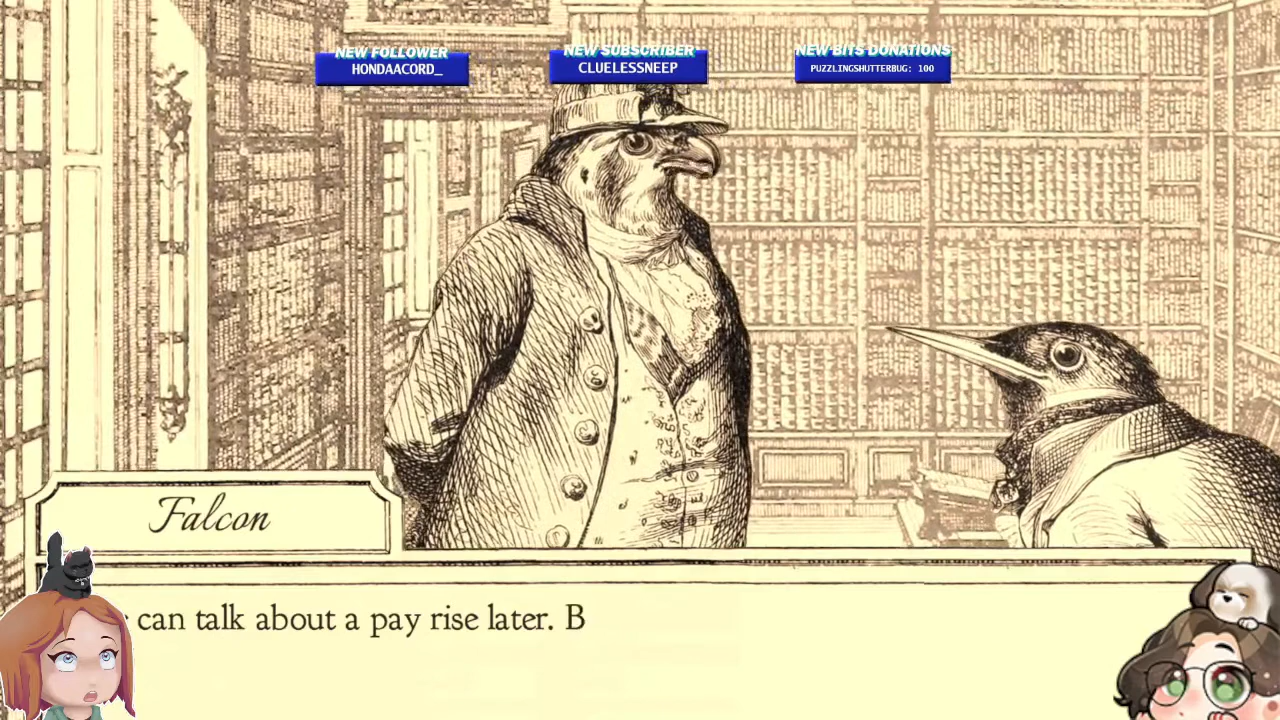 NEW FOLLOWER
HONDAACORD_
NEW SUBSCRIBER
CLUELESSNEEP
NEW BITS DONATIONS
PUZZLINGSHUTTERBUG: 100
Falcon
can talk about a pay rise later. B